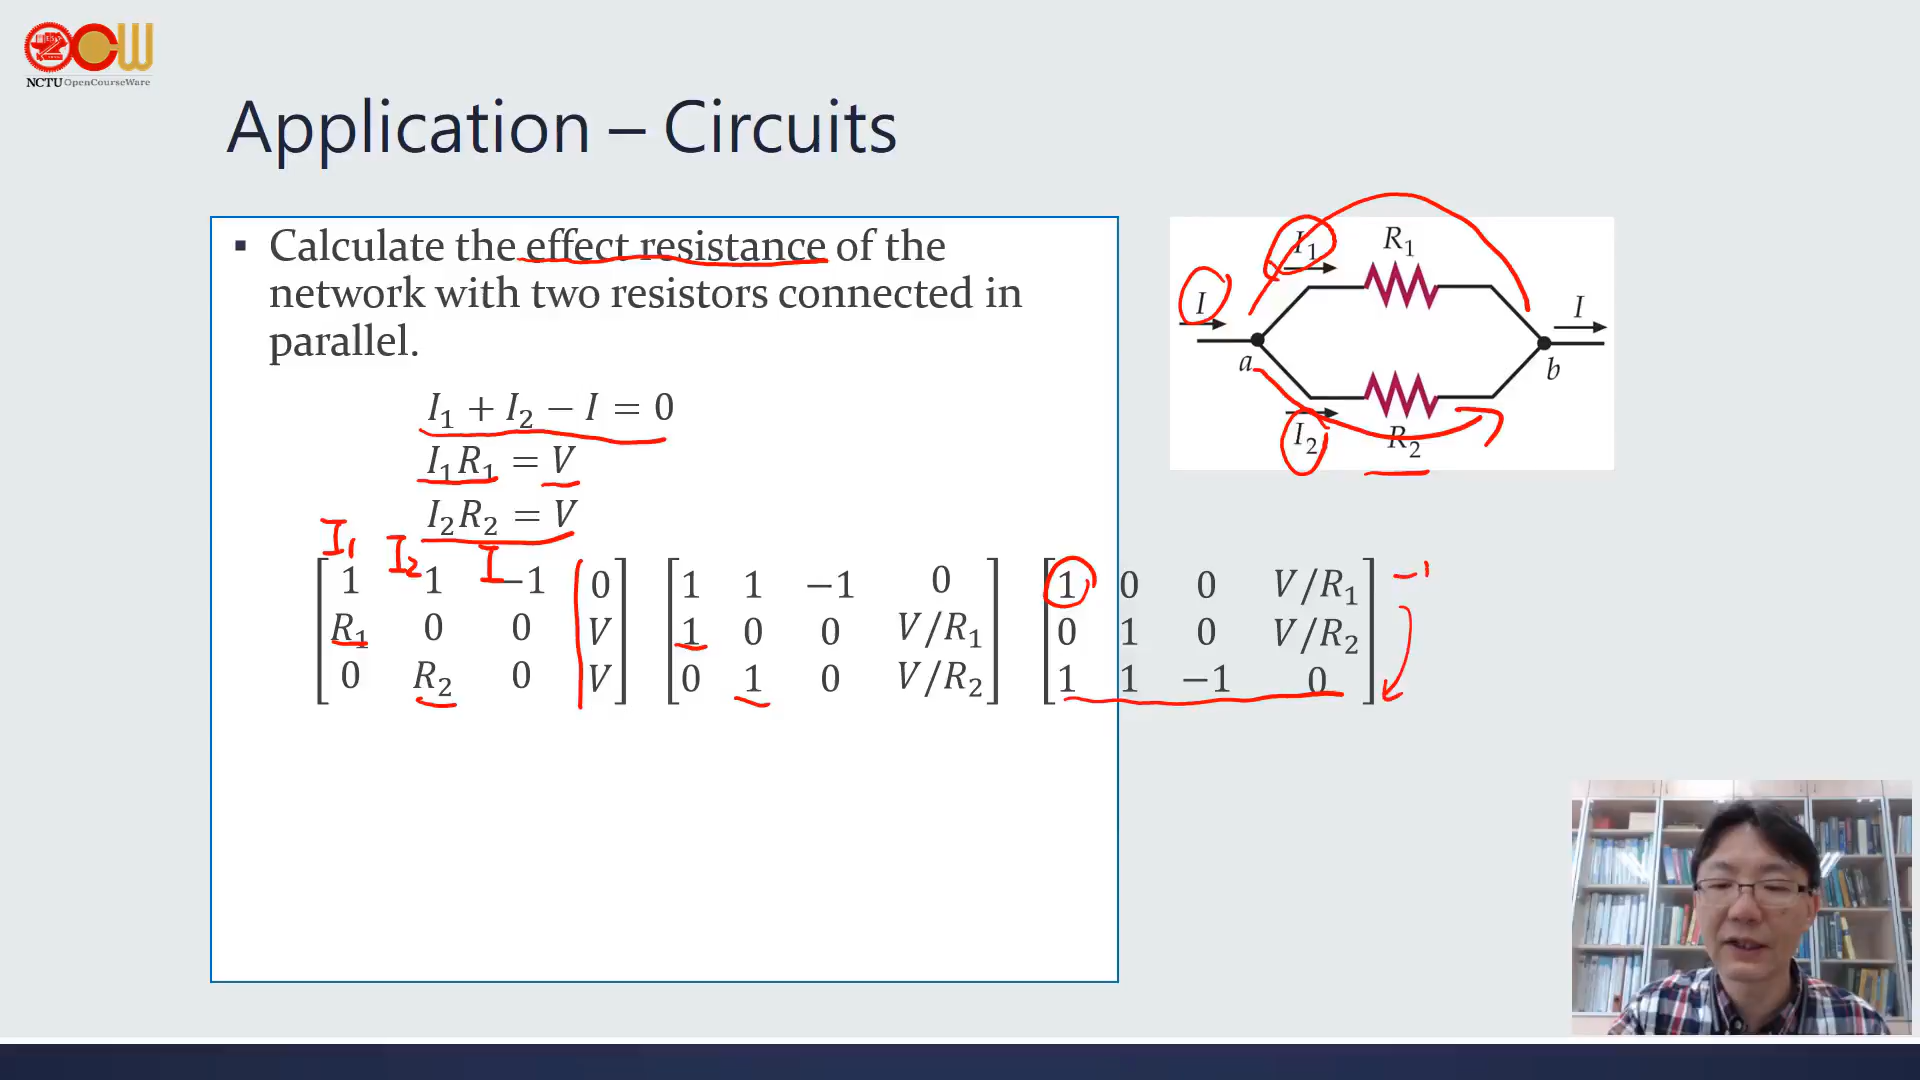 NCTU OpenCourseWare
Application – Circuits
▪ Calculate the effect resistance of the
network with two resistors connected in
parallel.
I₁ + I₂ − I = 0
I₁R₁ = V
I₂R₂ = V
I₁ I₂ I
1 1 −1 0
R₁ 0 0 V
0 R₂ 0 V
1 1 −1 0
1 0 0 V/R₁
0 1 0 V/R₂
1 0 0 V/R₁
0 1 0 V/R₂
1 1 −1 0
−1
I₁ R₁
I
I
a
b
I₂ R₂